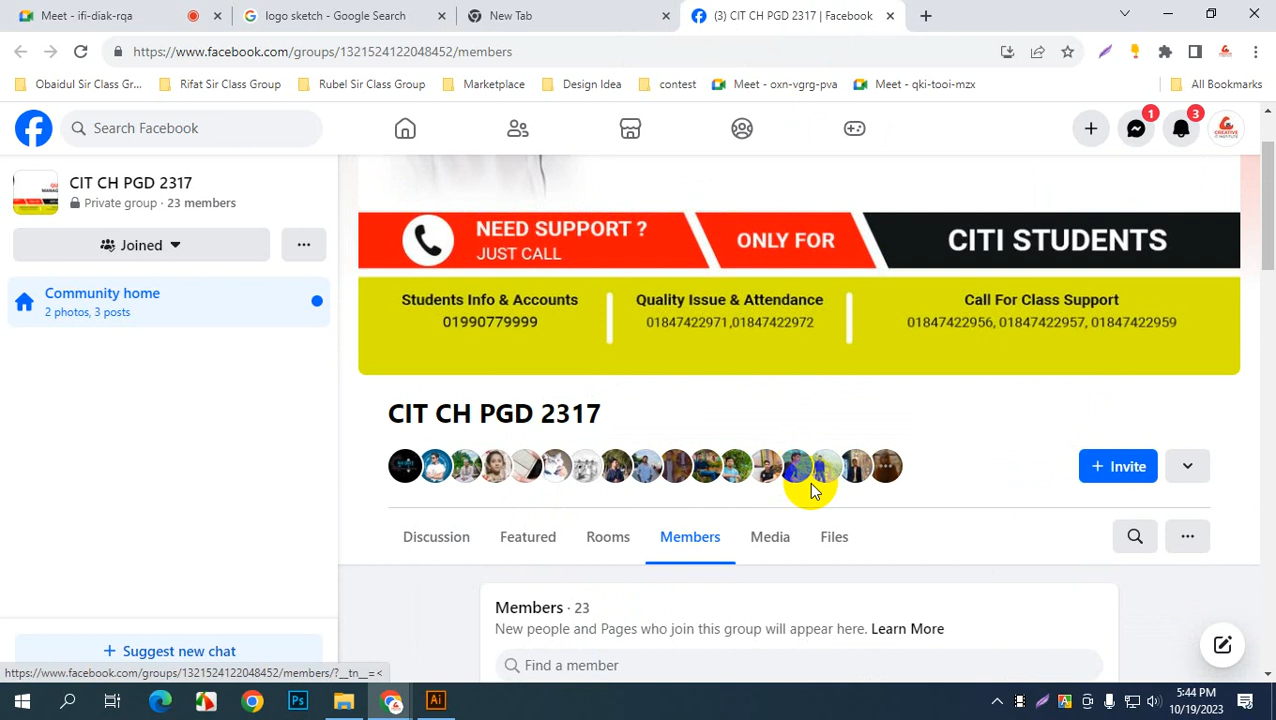 Meet - ifi-diak-rqa
logo sketch - Google Search
New Tab
(3) CIT CH PGD 2317 | Facebook
https://www.facebook.com/groups/1321524122048452/members
Obaidul Sir Class Gr...
Rifat Sir Class Group
Rubel Sir Class Group
Marketplace
Design Idea
contest
Meet - oxn-vgrg-pva
Meet - qki-tooi-mzx
All Bookmarks
Search Facebook
1
3
CIT CH PGD 2317
Private group · 23 members
Joined
Community home
2 photos, 3 posts
NEED SUPPORT ?
JUST CALL
ONLY FOR
CITI STUDENTS
Students Info & Accounts
01990779999
Quality Issue & Attendance
01847422971,01847422972
Call For Class Support
01847422956, 01847422957, 01847422959
CIT CH PGD 2317
+ Invite
Discussion
Featured
Rooms
Members
Media
Files
Members · 23
New people and Pages who join this group will appear here. Learn More
Find a member
+ Suggest new chat
https://www.facebook.com/groups/1321524122048452/members/?__tn__=<
Ps
Ai
5:44 PM
10/19/2023